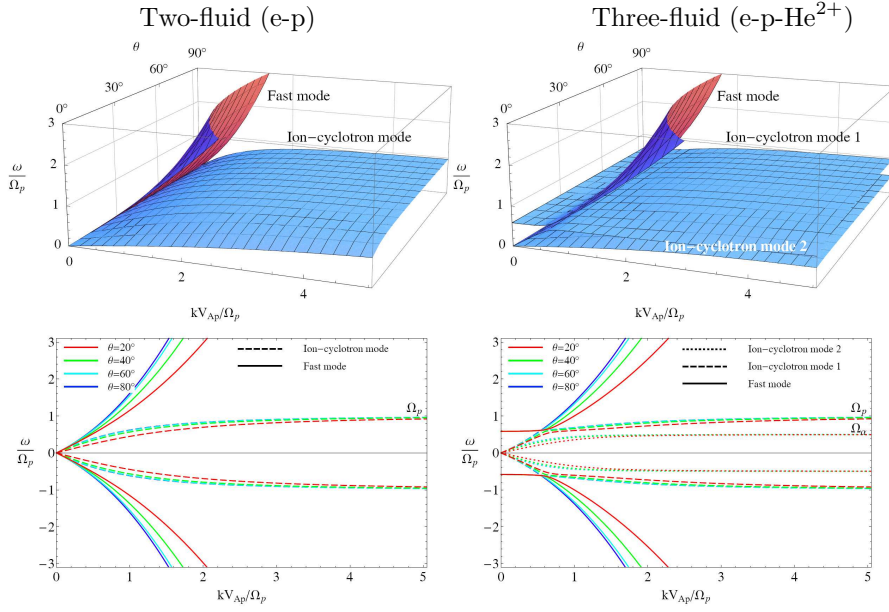 Two-fluid (e-p)
Three-fluid (e-p-He²⁺)
θ
0°
30°
60°
90°
Fast mode
Ion-cyclotron mode
ω/Ωₚ
3
2
1
0
0
2
4
kV_Ap/Ωₚ
θ
0°
30°
60°
90°
Fast mode
Ion-cyclotron mode 1
Ion-cyclotron mode 2
ω/Ωₚ
3
2
1
0
0
2
4
kV_Ap/Ωₚ
θ=20°
θ=40°
θ=60°
θ=80°
Ion-cyclotron mode
Fast mode
Ωₚ
ω/Ωₚ
3
2
1
0
−1
−2
−3
0
1
2
3
4
5
kV_Ap/Ωₚ
θ=20°
θ=40°
θ=60°
θ=80°
Ion-cyclotron mode 2
Ion-cyclotron mode 1
Fast mode
Ωₚ
Ω_α
ω/Ωₚ
3
2
1
0
−1
−2
−3
0
1
2
3
4
5
kV_Ap/Ωₚ